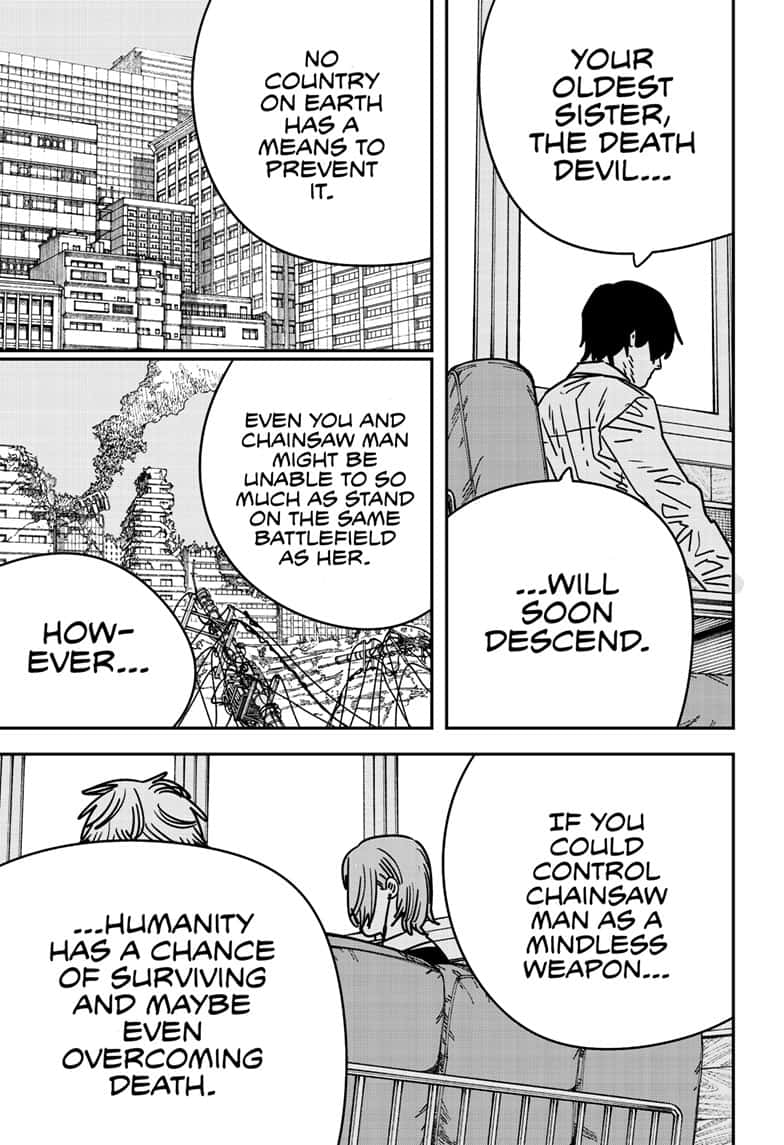 YOUR
OLDEST
SISTER,
THE DEATH
DEVIL...
...WILL
SOON
DESCEND.
NO
COUNTRY
ON EARTH
HAS A
MEANS TO
PREVENT
IT.
EVEN YOU AND
CHAINSAW MAN
MIGHT BE
UNABLE TO SO
MUCH AS STAND
ON THE SAME
BATTLEFIELD
AS HER.
HOW-
EVER...
IF YOU
COULD
CONTROL
CHAINSAW
MAN AS A
MINDLESS
WEAPON...
...HUMANITY
HAS A CHANCE
OF SURVIVING
AND MAYBE
EVEN
OVERCOMING
DEATH.